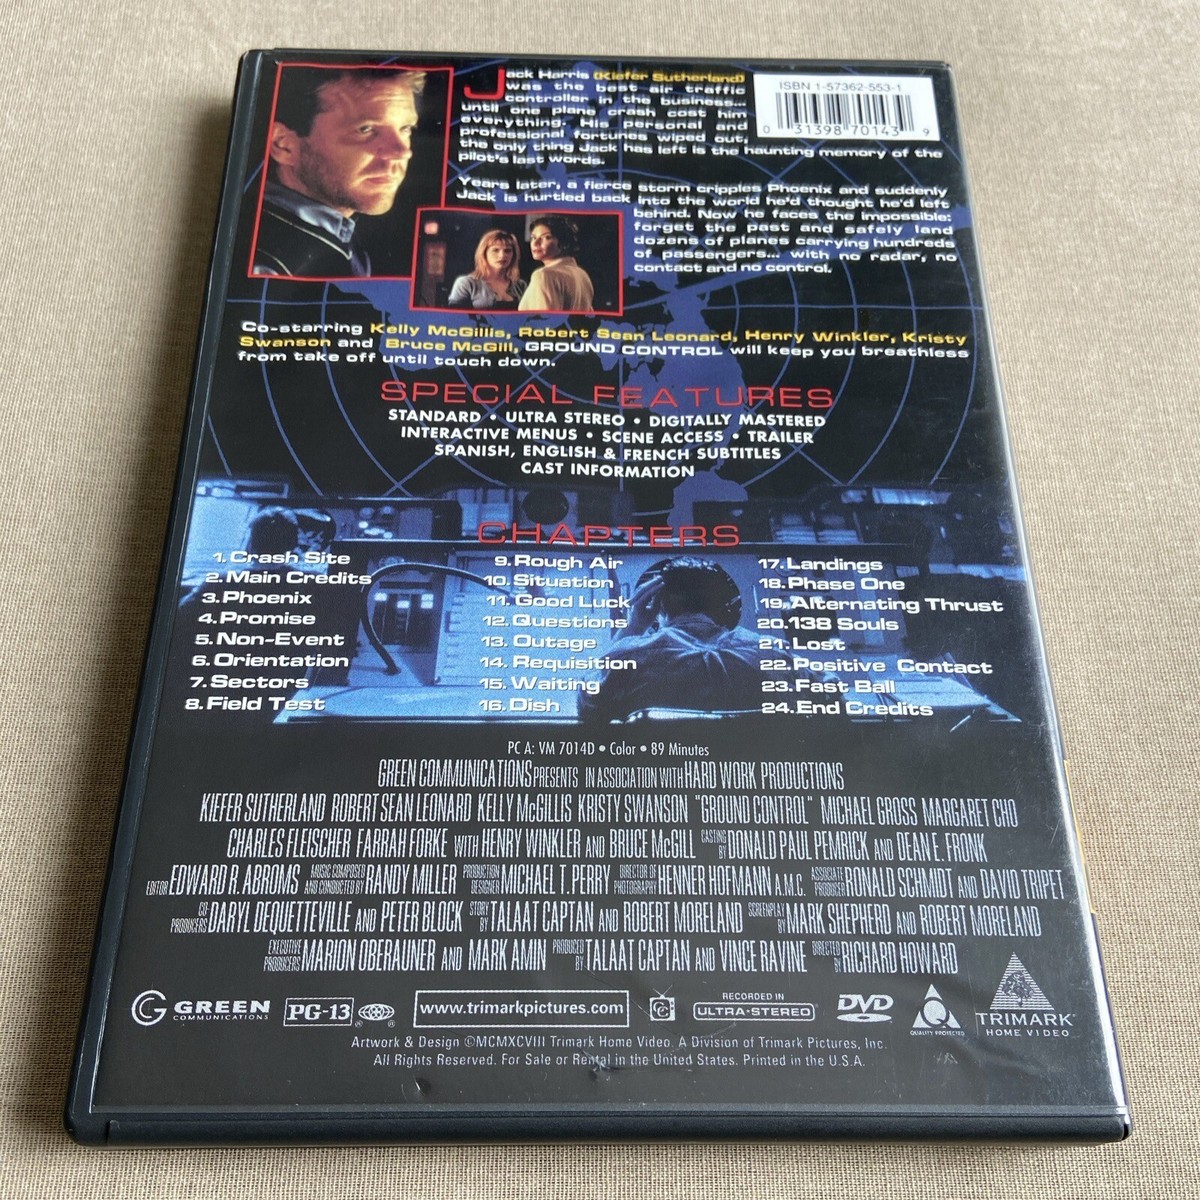 Jack Harris (Kiefer Sutherland)
was the best air traffic
controller in the business...
until one plane crash cost him
everything. His personal and
professional fortunes wiped out,
the only thing Jack has left is the haunting memory of the
pilot's last words.
ISBN 1-57362-553-1
0 31398 70143 9
Years later, a fierce storm cripples Phoenix and suddenly
Jack is hurtled back into the world he'd thought he'd left
behind. Now he faces the impossible:
forget the past and safely land
dozens of planes carrying hundreds
of passengers... with no radar, no
contact and no control.
Co-starring Kelly McGillis, Robert Sean Leonard, Henry Winkler, Kristy
Swanson and Bruce McGill, GROUND CONTROL will keep you breathless
from take off until touch down.
SPECIAL FEATURES
STANDARD • ULTRA STEREO • DIGITALLY MASTERED
INTERACTIVE MENUS • SCENE ACCESS • TRAILER
SPANISH, ENGLISH & FRENCH SUBTITLES
CAST INFORMATION
CHAPTERS
1. Crash Site
2. Main Credits
3. Phoenix
4. Promise
5. Non-Event
6. Orientation
7. Sectors
8. Field Test
9. Rough Air
10. Situation
11. Good Luck
12. Questions
13. Outage
14. Requisition
15. Waiting
16. Dish
17. Landings
18. Phase One
19. Alternating Thrust
20. 138 Souls
21. Lost
22. Positive Contact
23. Fast Ball
24. End Credits
PC A: VM 7014D • Color • 89 Minutes
GREEN COMMUNICATIONS PRESENTS IN ASSOCIATION WITH HARD WORK PRODUCTIONS
KIEFER SUTHERLAND ROBERT SEAN LEONARD KELLY McGILLIS KRISTY SWANSON "GROUND CONTROL" MICHAEL GROSS MARGARET CHO
CHARLES FLEISCHER FARRAH FORKE WITH HENRY WINKLER AND BRUCE McGILL CASTING BY DONALD PAUL PEMRICK AND DEAN E. FRONK
EDITOR EDWARD R. ABROMS MUSIC COMPOSED AND CONDUCTED BY RANDY MILLER PRODUCTION DESIGNER MICHAEL T. PERRY DIRECTOR OF PHOTOGRAPHY HENNER HOFMANN A.M.C. ASSOCIATE PRODUCER RONALD SCHMIDT AND DAVID TRIPET
CO-PRODUCERS DARYL DEQUETTEVILLE AND PETER BLOCK STORY BY TALAAT CAPTAN AND ROBERT MORELAND SCREENPLAY BY MARK SHEPHERD AND ROBERT MORELAND
EXECUTIVE PRODUCERS MARION OBERAUNER AND MARK AMIN PRODUCED BY TALAAT CAPTAN AND VINCE RAVINE DIRECTED BY RICHARD HOWARD
GREEN
COMMUNICATIONS
PG-13
®
®
www.trimarkpictures.com
CC
RECORDED IN
ULTRA-STEREO
DVD
VIDEO
QUALITY PROTECTED
TRIMARK
HOME VIDEO
Artwork & Design ©MCMXCVIII Trimark Home Video. A Division of Trimark Pictures, Inc.
All Rights Reserved. For Sale or Rental in the United States. Printed in the U.S.A.